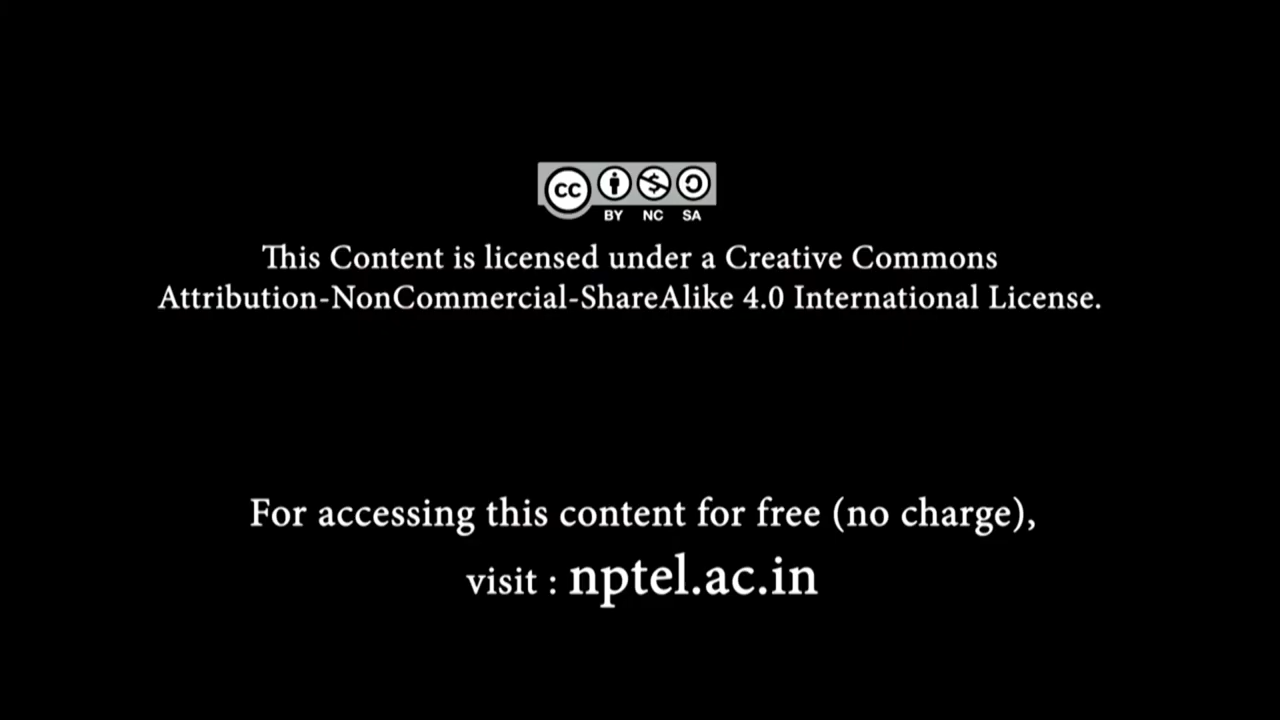 cc
BY NC SA
This Content is licensed under a Creative Commons
Attribution-NonCommercial-ShareAlike 4.0 International License.
For accessing this content for free (no charge),
visit : nptel.ac.in